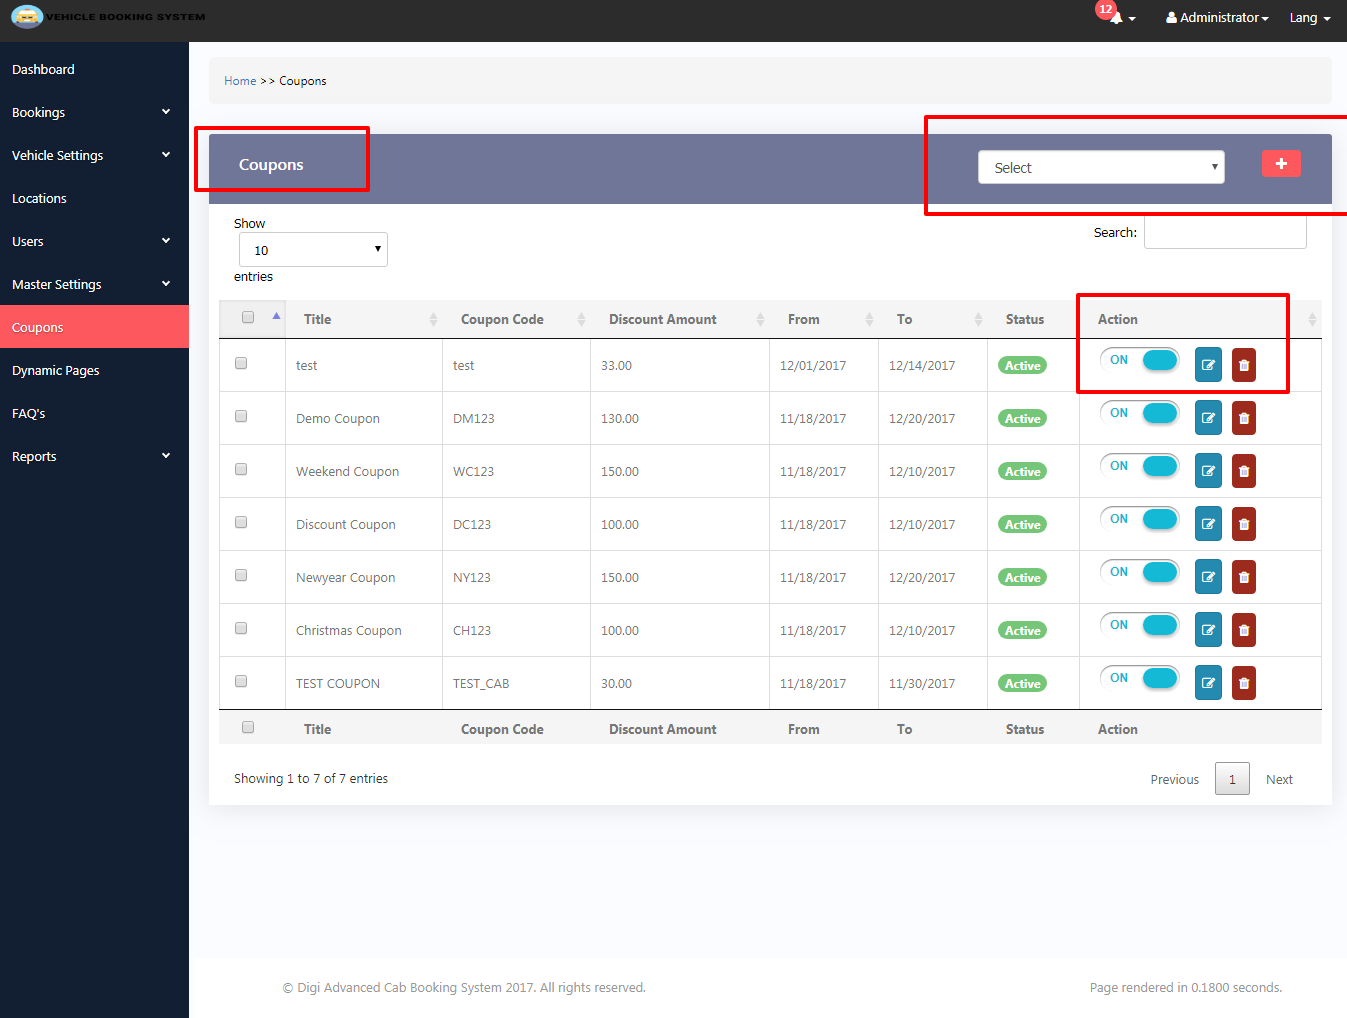 VEHICLE BOOKING SYSTEM
12
Administrator
Lang
Dashboard
Bookings
Vehicle Settings
Locations
Users
Master Settings
Coupons
Dynamic Pages
FAQ's
Reports
Home >> Coupons
Coupons
Select
Show
10
entries
Search:
Title Coupon Code Discount Amount From To Status Action
test test 33.00 12/01/2017 12/14/2017 Active ON
Demo Coupon DM123 130.00 11/18/2017 12/20/2017 Active ON
Weekend Coupon WC123 150.00 11/18/2017 12/10/2017 Active ON
Discount Coupon DC123 100.00 11/18/2017 12/10/2017 Active ON
Newyear Coupon NY123 150.00 11/18/2017 12/20/2017 Active ON
Christmas Coupon CH123 100.00 11/18/2017 12/10/2017 Active ON
TEST COUPON TEST_CAB 30.00 11/18/2017 11/30/2017 Active ON
Title Coupon Code Discount Amount From To Status Action
Showing 1 to 7 of 7 entries
Previous 1 Next
© Digi Advanced Cab Booking System 2017. All rights reserved.
Page rendered in 0.1800 seconds.